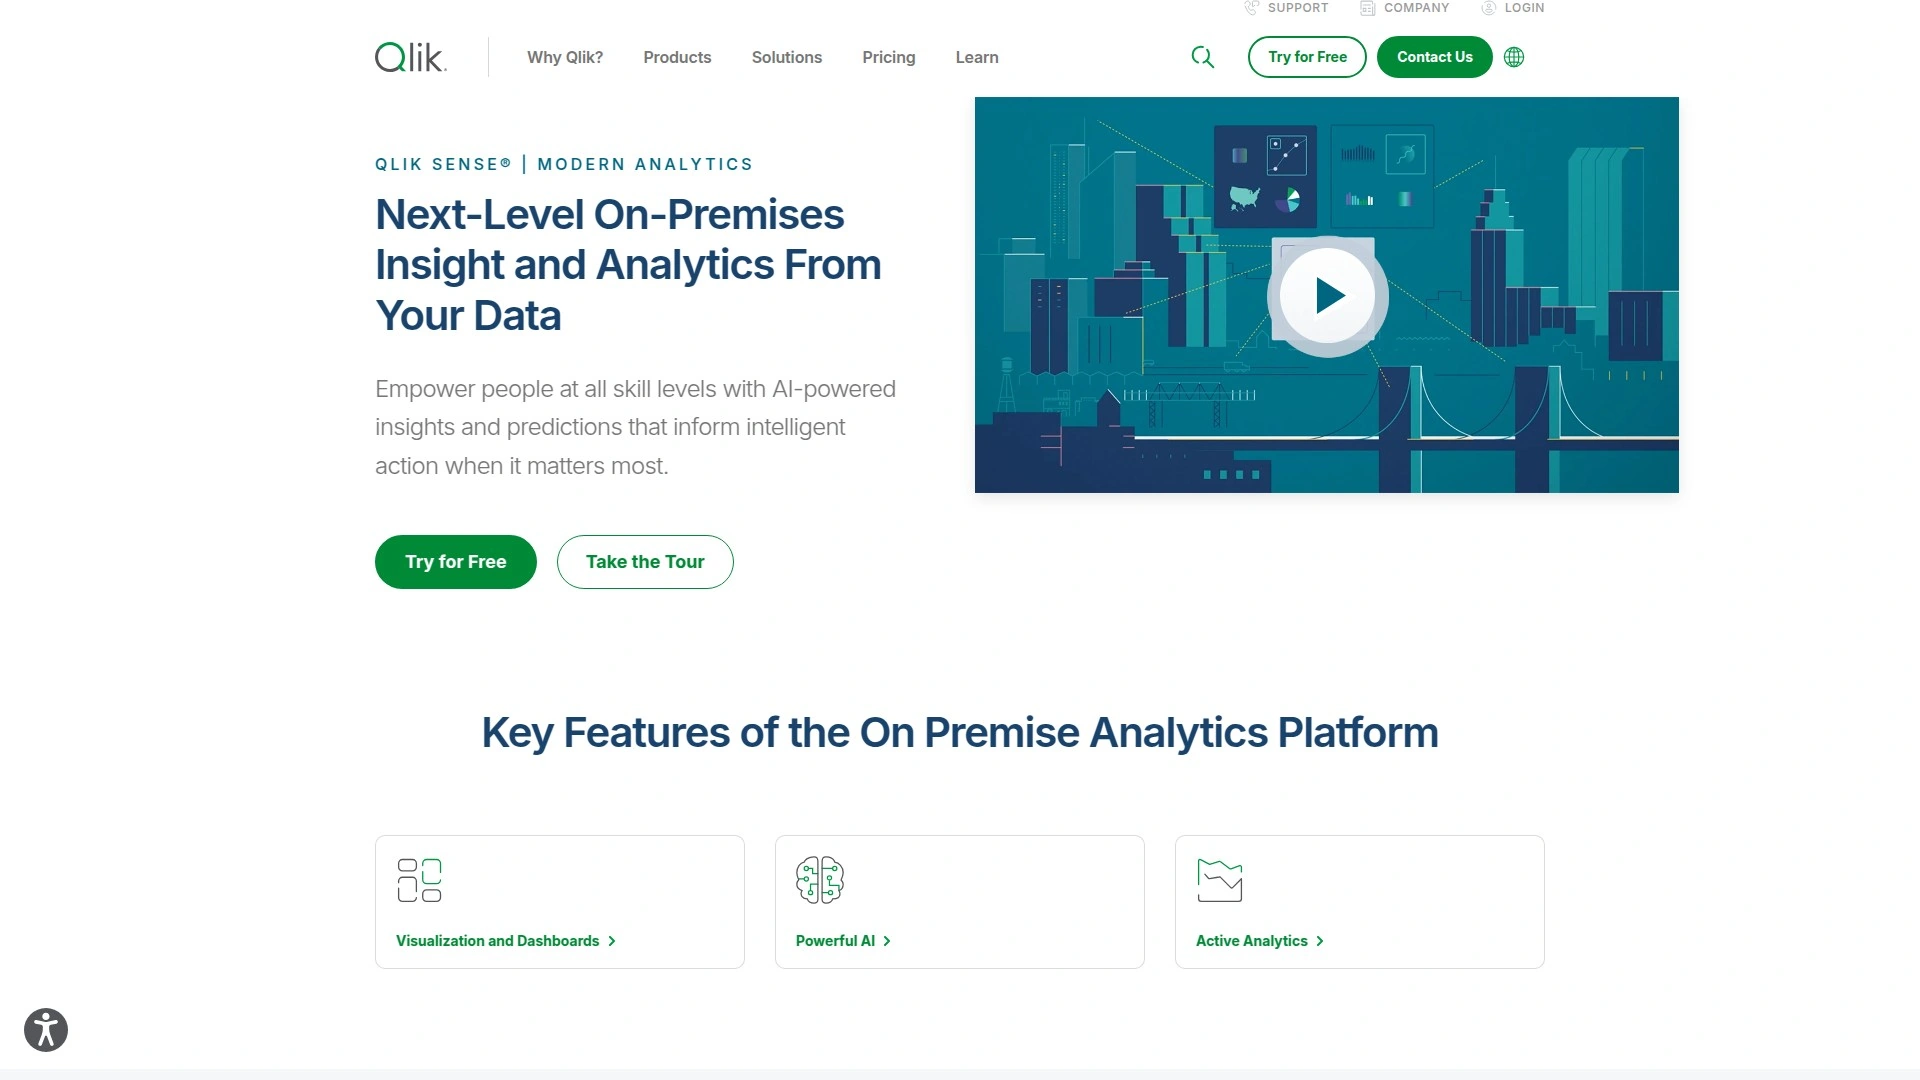 SUPPORT
COMPANY
LOGIN
Qlik
Why Qlik?
Products
Solutions
Pricing
Learn
Try for Free
Contact Us
QLIK SENSE® | MODERN ANALYTICS
Next-Level On-Premises
Insight and Analytics From
Your Data
Empower people at all skill levels with AI-powered
insights and predictions that inform intelligent
action when it matters most.
Try for Free
Take the Tour
Key Features of the On Premise Analytics Platform
Visualization and Dashboards
Powerful AI
Active Analytics